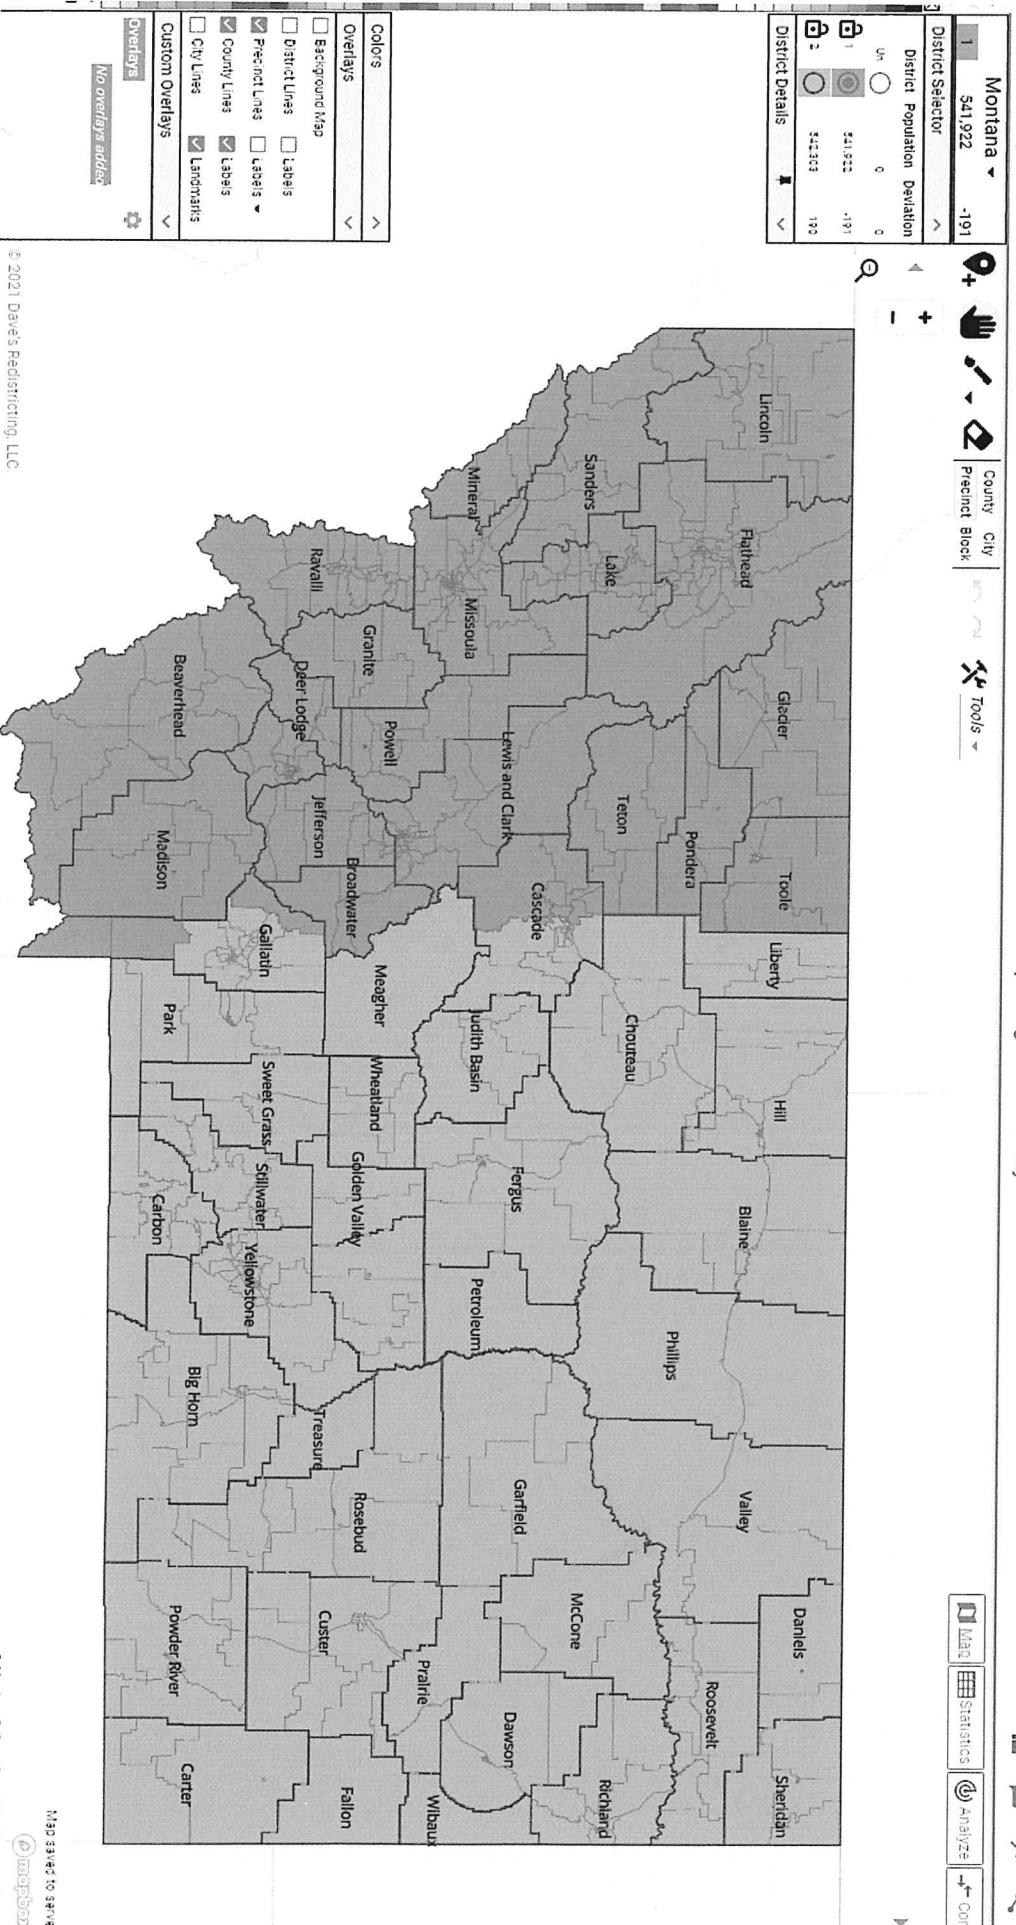 Montana
1 541,922 -191
County City
Precinct Block
Tools
Map
Statistics
Analyze
District Selector
District Population Deviation
Un 0 0
1 541,922 -191
2 542,303 190
District Details
Colors
Overlays
Background Map
District Lines Labels
Precinct Lines Labels
County Lines Labels
City Lines Landmarks
Custom Overlays
Overlays
No overlays added
© 2021 Dave's Redistricting, LLC
Lincoln
Flathead
Glacier
Toole
Liberty
Hill
Blaine
Phillips
Valley
Daniels
Sheridan
Roosevelt
Sanders
Lake
Pondera
Teton
Chouteau
Mineral
Missoula
Lewis and Clark
Cascade
Judith Basin
Fergus
Petroleum
Garfield
McCone
Richland
Dawson
Ravalli
Granite
Powell
Deer Lodge
Jefferson
Broadwater
Meagher
Wheatland
Golden Valley
Treasure
Rosebud
Custer
Prairie
Wibaux
Fallon
Beaverhead
Madison
Gallatin
Park
Sweet Grass
Stillwater
Carbon
Yellowstone
Big Horn
Powder River
Carter
Map saved to serve
mapbox